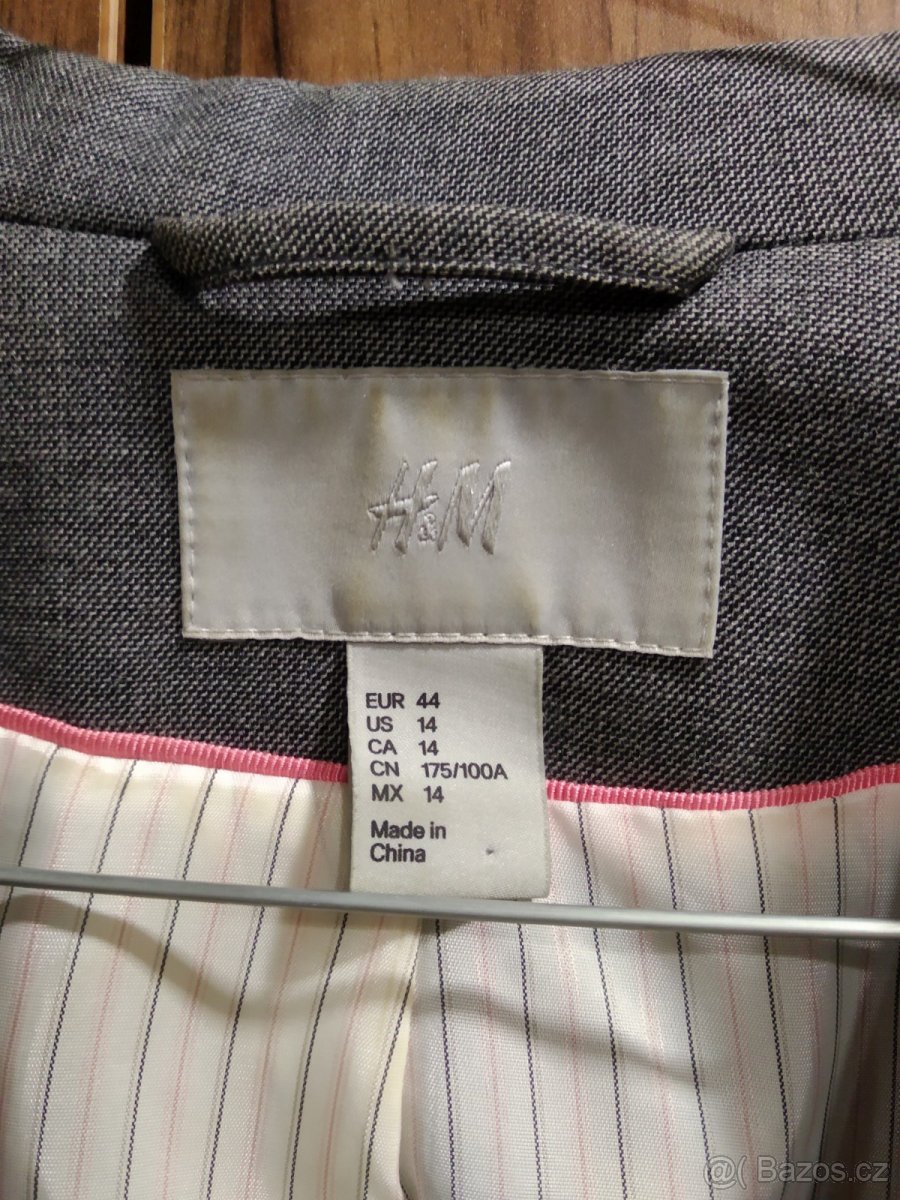 H&M
EUR 44
US 14
CA 14
CN 175/100A
MX 14
Made in
China
@( Bazos.cz